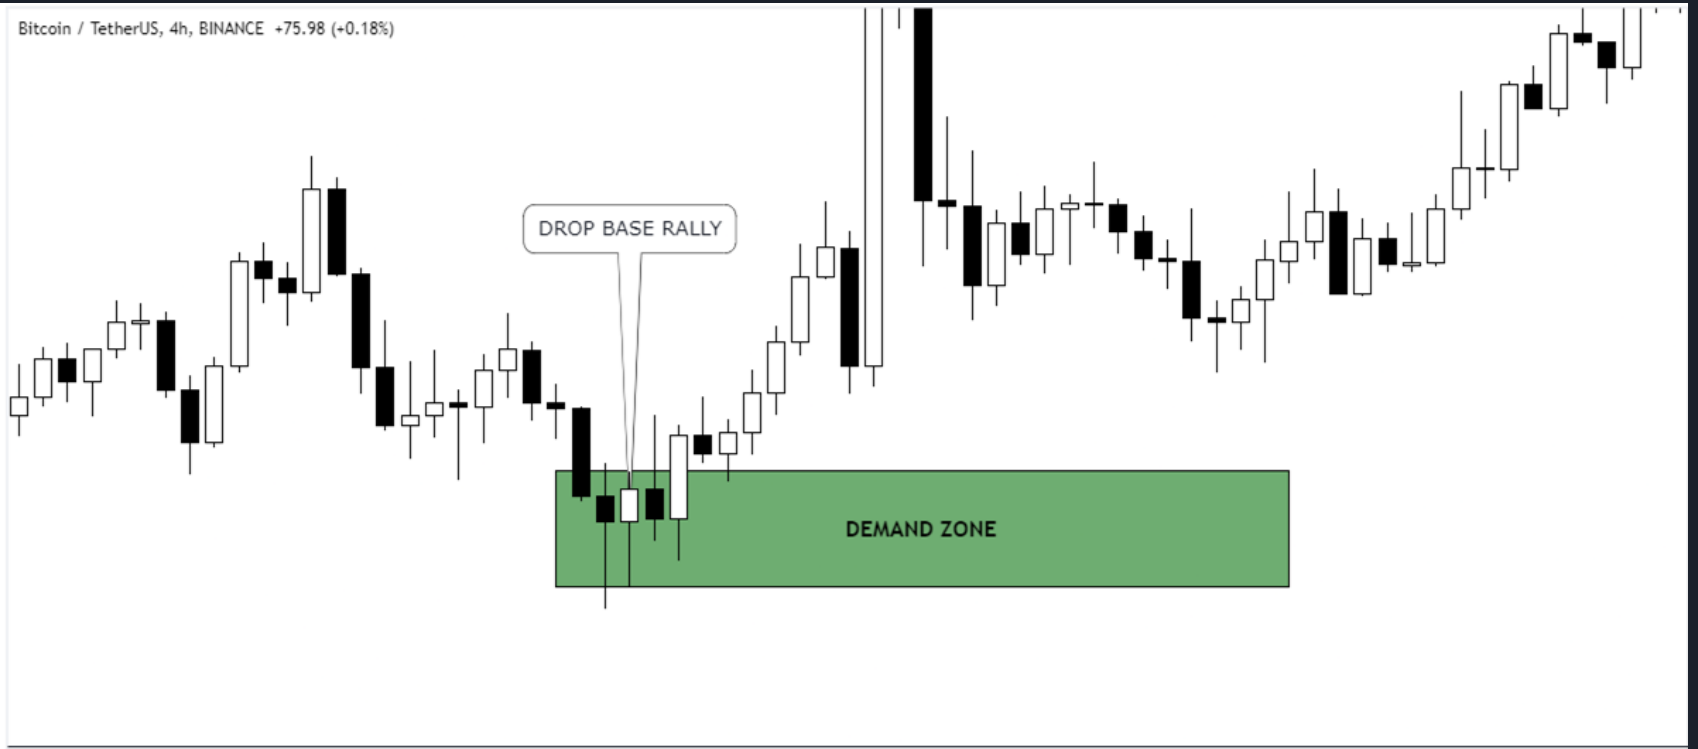 Bitcoin / TetherUS, 4h, BINANCE +75.98 (+0.18%)
DROP BASE RALLY
DEMAND ZONE